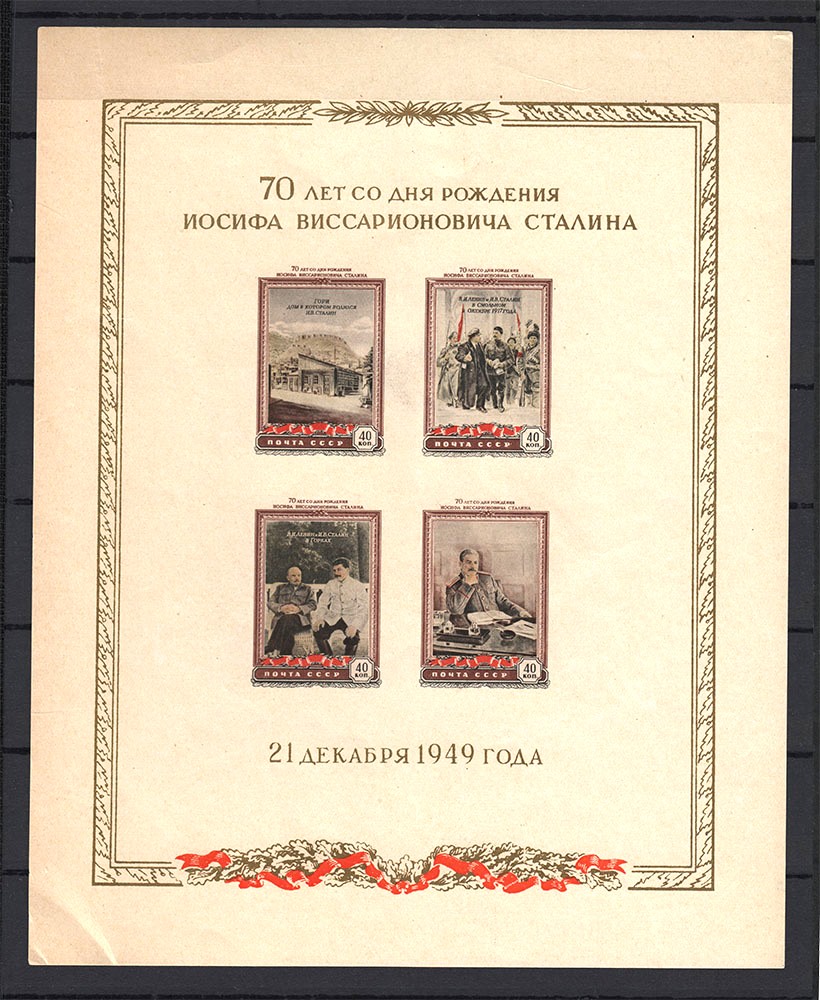 70 ЛЕТ СО ДНЯ РОЖДЕНИЯ
ИОСИФА ВИССАРИОНОВИЧА СТАЛИНА
70 ЛЕТ СО ДНЯ РОЖДЕНИЯ
ИОСИФА ВИССАРИОНОВИЧА СТАЛИНА
ГОРИ
ДОМ В КОТОРОМ РОДИЛСЯ
И.В. СТАЛИН
ПОЧТА СССР
40
КОП
70 ЛЕТ СО ДНЯ РОЖДЕНИЯ
ИОСИФА ВИССАРИОНОВИЧА СТАЛИНА
В.И. ЛЕНИН и И.В. СТАЛИН
В СМОЛЬНОМ
В ОКТЯБРЕ 1917 ГОДА
ПОЧТА СССР
40
КОП
70 ЛЕТ СО ДНЯ РОЖДЕНИЯ
ИОСИФА ВИССАРИОНОВИЧА СТАЛИНА
В.И. ЛЕНИН и И.В. СТАЛИН
В ГОРКАХ
ПОЧТА СССР
40
КОП
70 ЛЕТ СО ДНЯ РОЖДЕНИЯ
ИОСИФА ВИССАРИОНОВИЧА СТАЛИНА
ПОЧТА СССР
40
КОП
21 ДЕКАБРЯ 1949 ГОДА